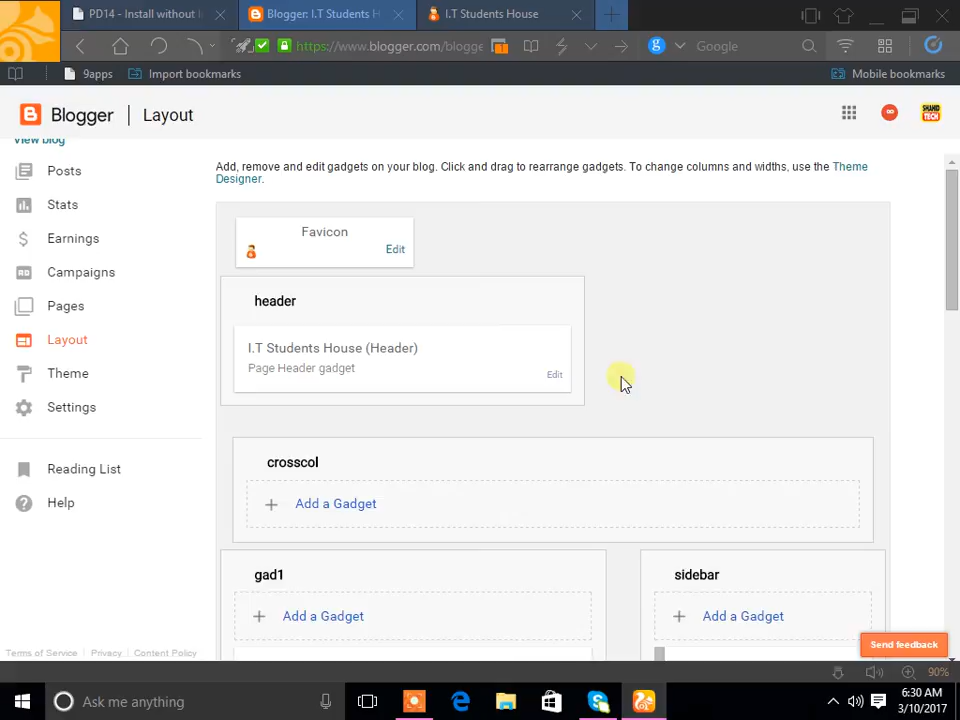 PD14 - Install without I
Blogger: I.T Students H
I.T Students House
https://www.blogger.com/blogge
Google
9apps
Import bookmarks
Mobile bookmarks
Blogger
Layout
SHAHID TECH
View blog
Posts
Stats
Earnings
Campaigns
Pages
Layout
Theme
Settings
Reading List
Help
Terms of Service | Privacy | Content Policy
Add, remove and edit gadgets on your blog. Click and drag to rearrange gadgets. To change columns and widths, use the Theme
Designer.
Favicon
Edit
header
I.T Students House (Header)
Page Header gadget
Edit
crosscol
Add a Gadget
gad1
Add a Gadget
sidebar
Add a Gadget
Send feedback
90%
Ask me anything
6:30 AM
3/10/2017